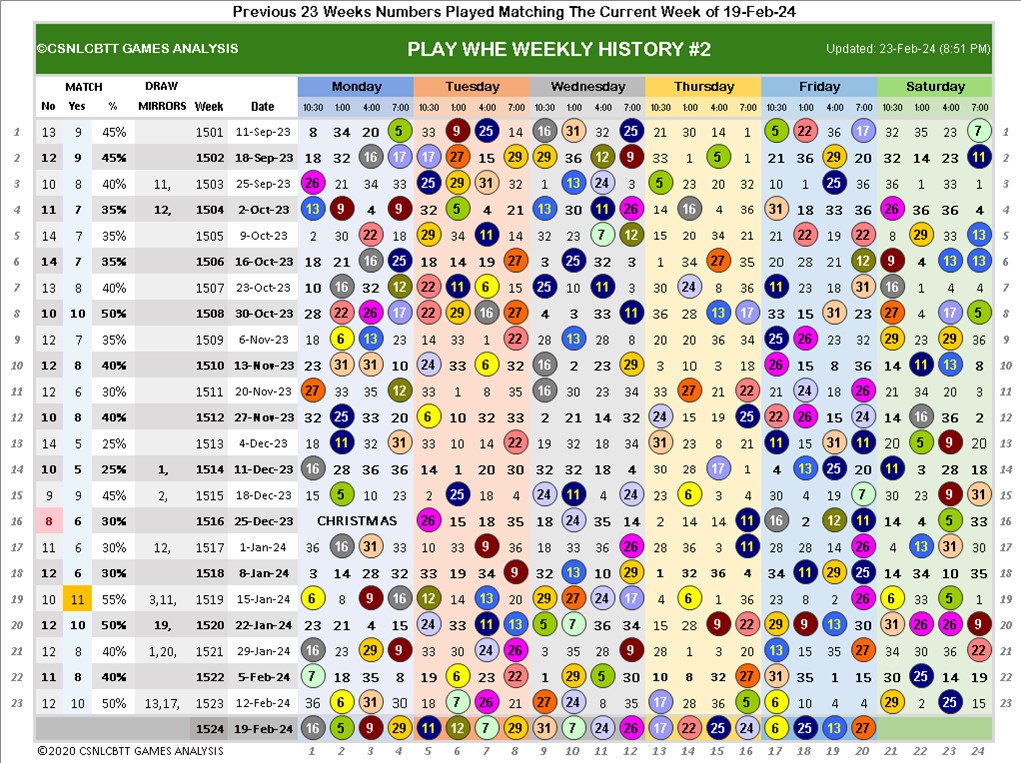 Previous 23 Weeks Numbers Played Matching The Current Week of 19-Feb-24
©CSNLCBTT GAMES ANALYSIS PLAY WHE WEEKLY HISTORY #2 Updated: 23-Feb-24 (8:51 PM)
MATCH DRAW Monday Tuesday Wednesday Thursday Friday Saturday
No Yes % MIRRORS Week Date 10:30 1:00 4:00 7:00 10:30 1:00 4:00 7:00 10:30 1:00 4:00 7:00 10:30 1:00 4:00 7:00 10:30 1:00 4:00 7:00 10:30 1:00 4:00 7:00
1 13 9 45% 1501 11-Sep-23 8 34 20 5 33 9 25 14 16 31 32 25 21 30 14 1 5 22 36 17 32 35 23 7 1
2 12 9 45% 1502 18-Sep-23 18 32 16 17 17 27 15 29 29 36 12 9 33 1 5 1 21 36 29 20 32 14 23 11 2
3 10 8 40% 11, 1503 25-Sep-23 26 21 34 33 25 29 31 32 1 13 24 3 5 23 20 32 10 1 25 36 36 1 33 1 3
4 11 7 35% 12, 1504 2-Oct-23 13 9 4 9 32 5 4 21 13 30 11 26 14 16 4 14 31 18 33 36 21 36 36 4 4
5 14 7 35% 1505 9-Oct-23 2 30 22 18 29 34 11 14 32 23 7 12 15 20 34 21 21 22 19 22 8 29 33 13 5
6 14 7 35% 1506 16-Oct-23 18 21 16 25 18 14 19 27 3 25 32 3 1 34 27 35 20 28 21 12 9 4 13 13 6
7 13 8 40% 1507 23-Oct-23 10 16 32 12 22 11 6 15 25 10 11 3 14 24 8 14 11 23 18 31 16 1 4 4 7
8 10 10 50% 1508 30-Oct-23 28 22 26 17 22 29 16 27 4 3 33 11 36 28 13 17 33 15 31 23 27 4 17 5 8
9 12 7 35% 1509 6-Nov-23 18 6 13 23 14 33 1 22 28 13 28 8 10 18 34 15 25 26 9 32 29 23 29 36 9
10 12 8 40% 1510 13-Nov-23 23 31 31 10 24 33 6 32 16 2 23 29 3 10 3 18 26 15 8 36 14 11 13 8 10
11 12 6 30% 1511 20-Nov-23 27 33 35 12 33 1 8 35 16 30 23 34 33 27 11 22 21 24 18 26 21 34 20 3 11
12 10 8 40% 1512 27-Nov-23 32 25 33 20 6 10 32 33 2 21 14 32 24 15 16 25 22 26 15 24 14 16 36 2 12
13 14 5 25% 1513 4-Dec-23 18 11 32 31 33 10 14 22 19 32 18 34 31 23 8 21 11 15 31 11 20 5 9 20 13
14 10 5 25% 1, 1514 11-Dec-23 16 28 36 36 14 1 20 30 32 32 18 4 30 28 17 1 4 13 25 20 11 3 28 18 14
15 9 9 45% 2, 1515 18-Dec-23 15 5 10 23 2 25 18 4 24 11 4 24 15 6 3 4 30 4 19 7 30 23 9 31 15
16 8 6 30% 1516 25-Dec-23 CHRISTMAS 26 15 18 35 18 24 35 14 2 14 14 11 16 2 12 11 14 4 5 33 16
17 11 6 30% 12, 1517 1-Jan-24 36 16 31 33 10 33 9 36 18 33 36 26 28 36 3 11 28 28 14 26 4 13 31 30 17
18 12 6 30% 1518 8-Jan-24 3 14 28 32 33 19 34 9 32 13 10 29 1 32 36 4 34 11 29 25 14 34 10 35 18
19 10 11 55% 3,11, 1519 15-Jan-24 6 8 9 16 12 14 13 20 29 27 24 17 4 6 1 14 23 8 20 26 6 33 5 1 19
20 12 10 50% 19, 1520 22-Jan-24 23 21 4 15 24 33 11 13 5 7 36 34 15 28 9 22 29 9 13 30 31 26 26 9 20
21 12 8 40% 1,20, 1521 29-Jan-24 16 23 29 9 33 30 24 26 3 35 33 9 28 1 3 20 13 15 35 27 34 30 36 22 21
22 11 8 40% 1522 5-Feb-24 7 18 35 8 19 6 23 22 1 29 5 30 10 8 32 27 31 35 1 15 30 25 14 19 22
23 12 10 50% 13,17, 1523 12-Feb-24 36 6 31 30 18 7 26 21 27 24 4 18 17 28 18 17 6 10 4 4 29 2 25 15 23
1524 19-Feb-24 16 5 9 29 11 12 7 29 31 7 24 26 17 22 25 24 6 25 13 27
©2020 CSNLCBTT GAMES ANALYSIS 1 2 3 4 5 6 7 8 9 10 11 12 13 14 15 16 17 18 19 20 21 22 23 24